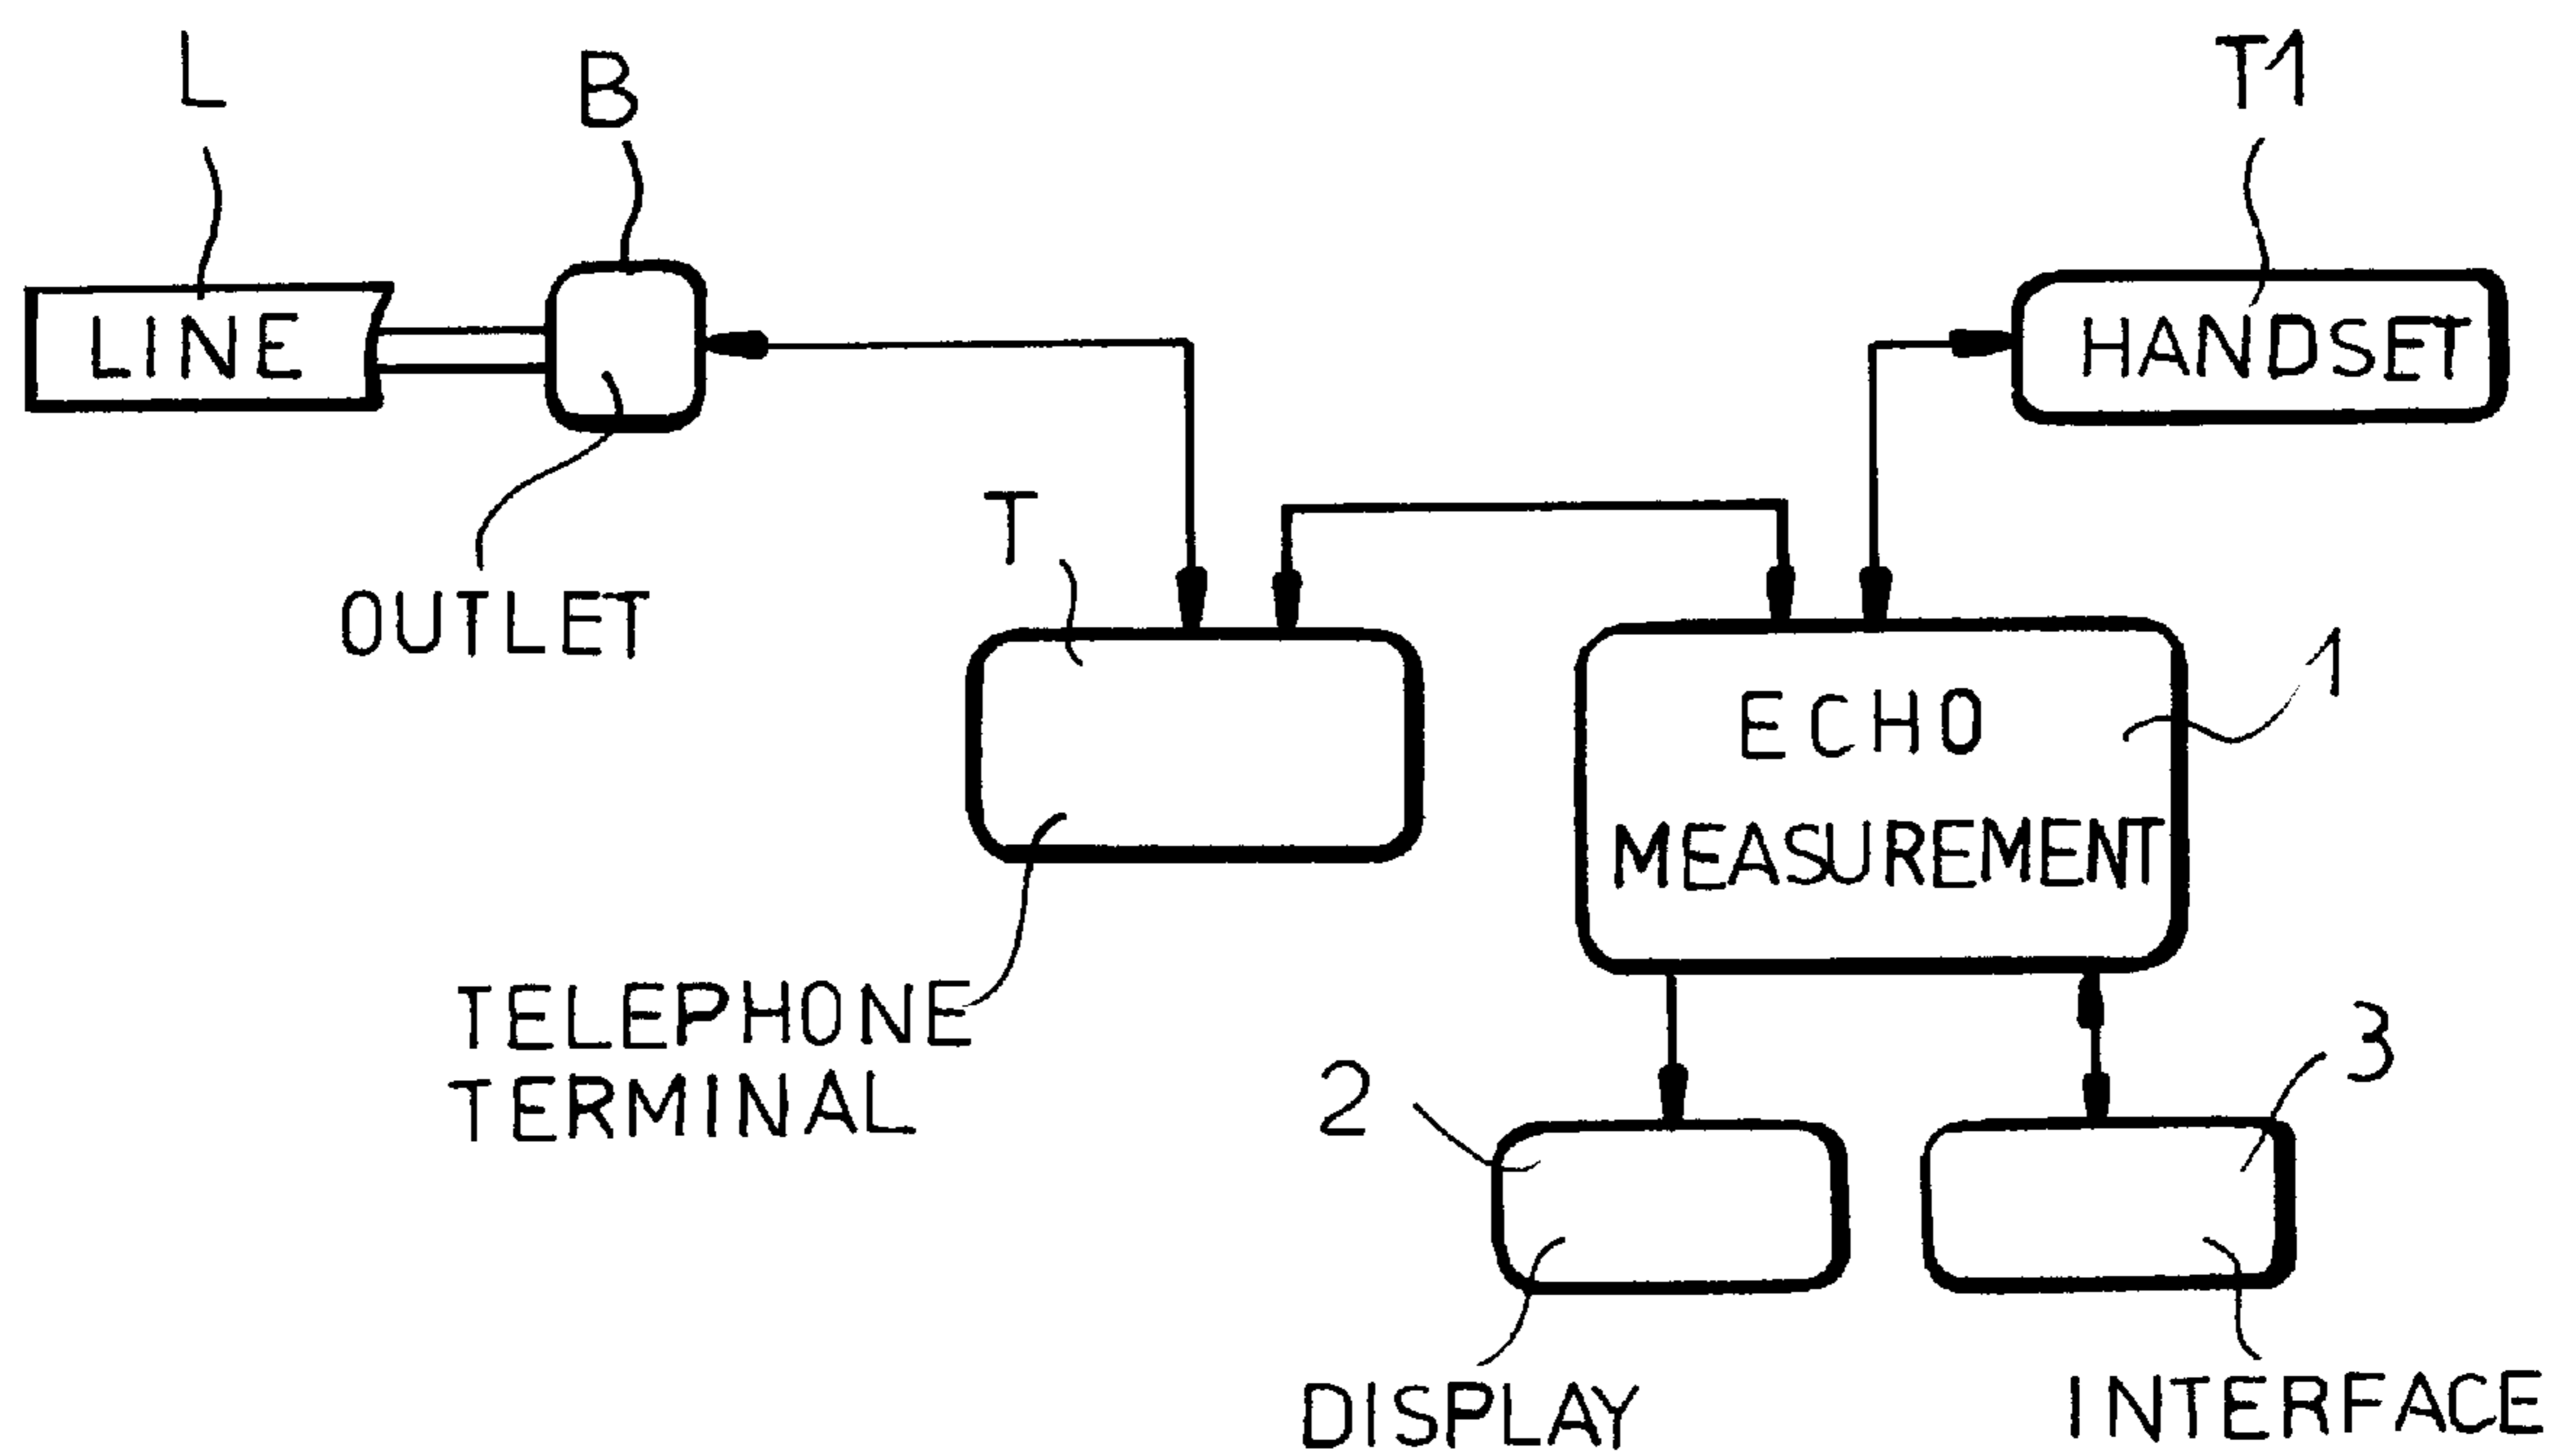 L
B
T1
LINE
HANDSET
T
OUTLET
1
ECHO
MEASUREMENT
TELEPHONE
TERMINAL
2
3
DISPLAY
INTERFACE